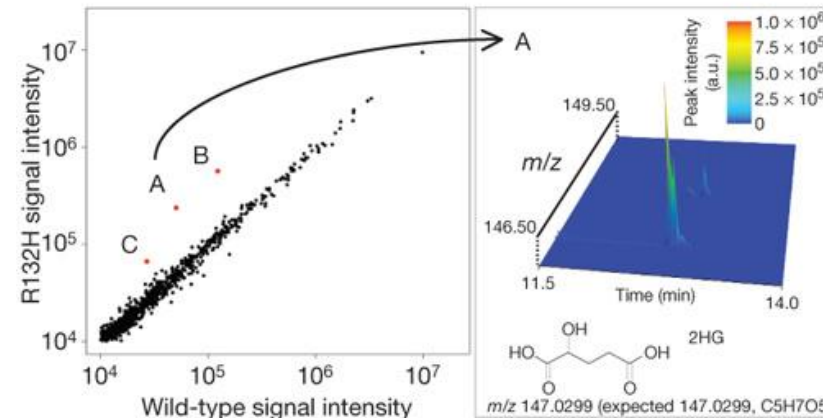 R132H signal intensity
10⁷
10⁶
10⁵
10⁴
A
B
C
10⁴
10⁵
10⁶
10⁷
Wild-type signal intensity
A
Peak intensity
(a.u.)
1.0 × 10⁶
7.5 × 10⁵
5.0 × 10⁵
2.5 × 10⁵
0
149.50
m/z
146.50
11.5
Time (min)
14.0
OH
2HG
HO
OH
O
O
m/z 147.0299 (expected 147.0299, C5H7O5